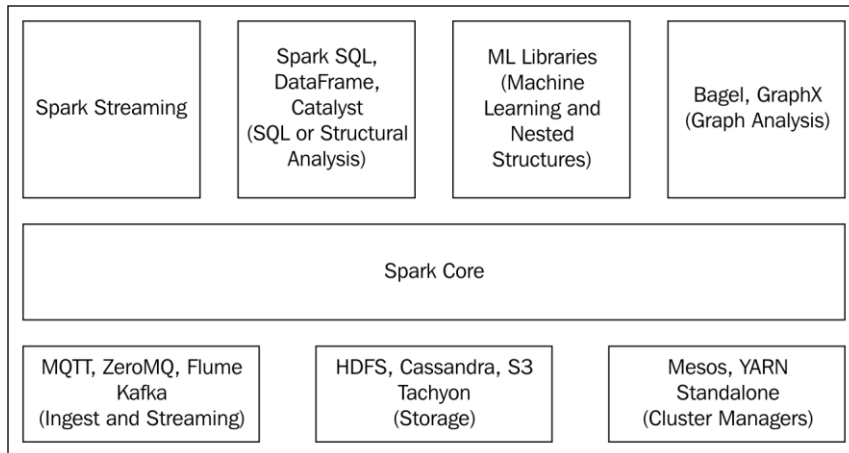 Spark Streaming
Spark SQL,
DataFrame,
Catalyst
(SQL or Structural
Analysis)
ML Libraries
(Machine
Learning and
Nested
Structures)
Bagel, GraphX
(Graph Analysis)
Spark Core
MQTT, ZeroMQ, Flume
Kafka
(Ingest and Streaming)
HDFS, Cassandra, S3
Tachyon
(Storage)
Mesos, YARN
Standalone
(Cluster Managers)